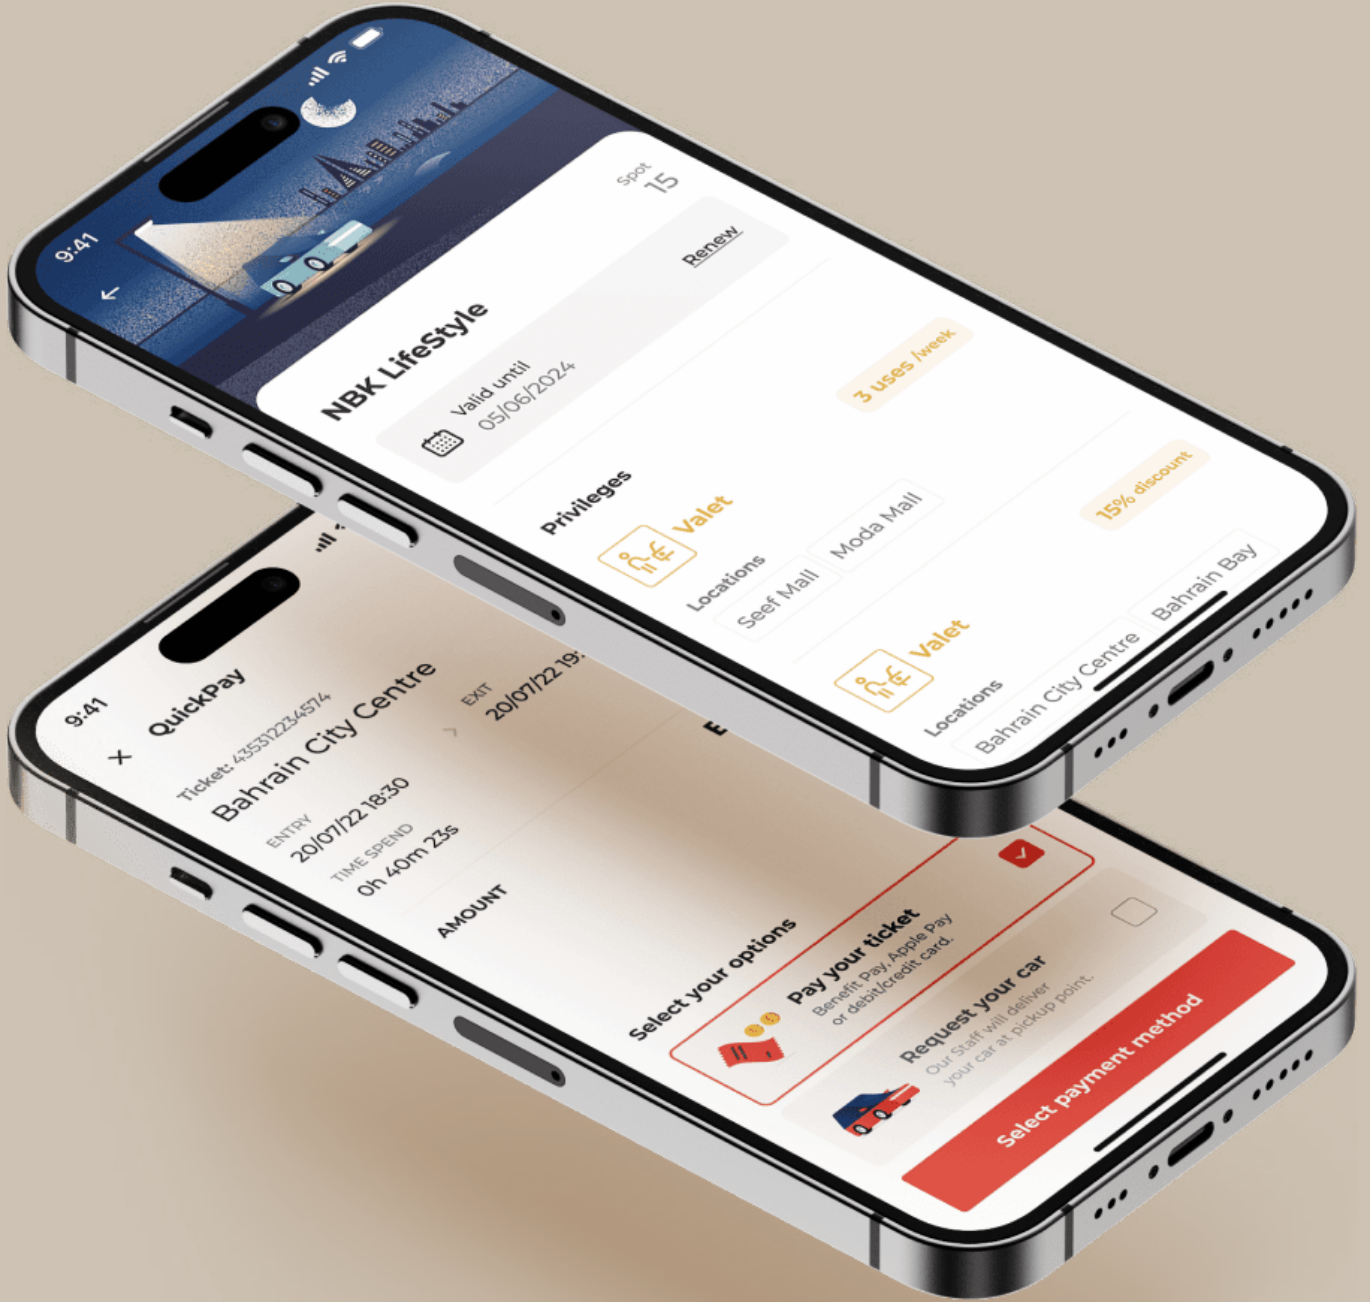 9:41
NBK LifeStyle
Spot
15
Valid until
05/06/2024
Renew
Privileges
Valet
3 uses /week
Locations
Seef Mall
Moda Mall
Valet
15% discount
Locations
Bahrain City Centre
Bahrain Bay
9:41
QuickPay
Ticket: 435312234574
Bahrain City Centre
ENTRY
20/07/22 18:30
EXIT
20/07/22 19:
TIME SPEND
0h 40m 23s
AMOUNT
Select your options
Pay your ticket
Benefit Pay, Apple Pay
or debit/credit card.
Request your car
Our Staff will deliver
your car at pickup point.
Select payment method